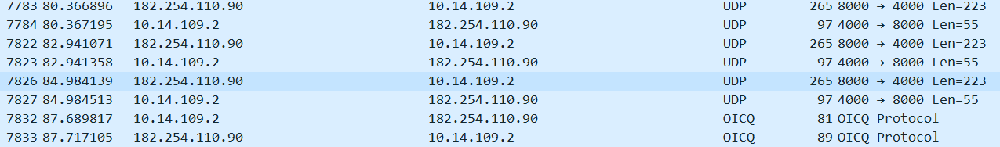 7783 80.366896 182.254.110.90 10.14.109.2 UDP 265 8000 → 4000 Len=223
7784 80.367195 10.14.109.2 182.254.110.90 UDP 97 4000 → 8000 Len=55
7822 82.941071 182.254.110.90 10.14.109.2 UDP 265 8000 → 4000 Len=223
7823 82.941358 10.14.109.2 182.254.110.90 UDP 97 4000 → 8000 Len=55
7826 84.984139 182.254.110.90 10.14.109.2 UDP 265 8000 → 4000 Len=223
7827 84.984513 10.14.109.2 182.254.110.90 UDP 97 4000 → 8000 Len=55
7832 87.689817 10.14.109.2 182.254.110.90 OICQ 81 OICQ Protocol
7833 87.717105 182.254.110.90 10.14.109.2 OICQ 89 OICQ Protocol